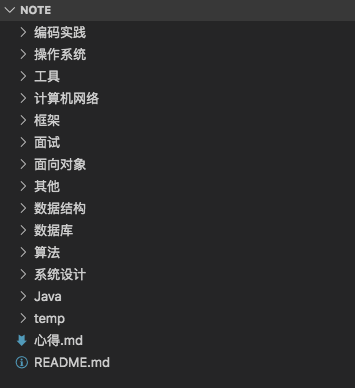 NOTE
编码实践
操作系统
工具
计算机网络
框架
面试
面向对象
其他
数据结构
数据库
算法
系统设计
Java
temp
心得.md
README.md